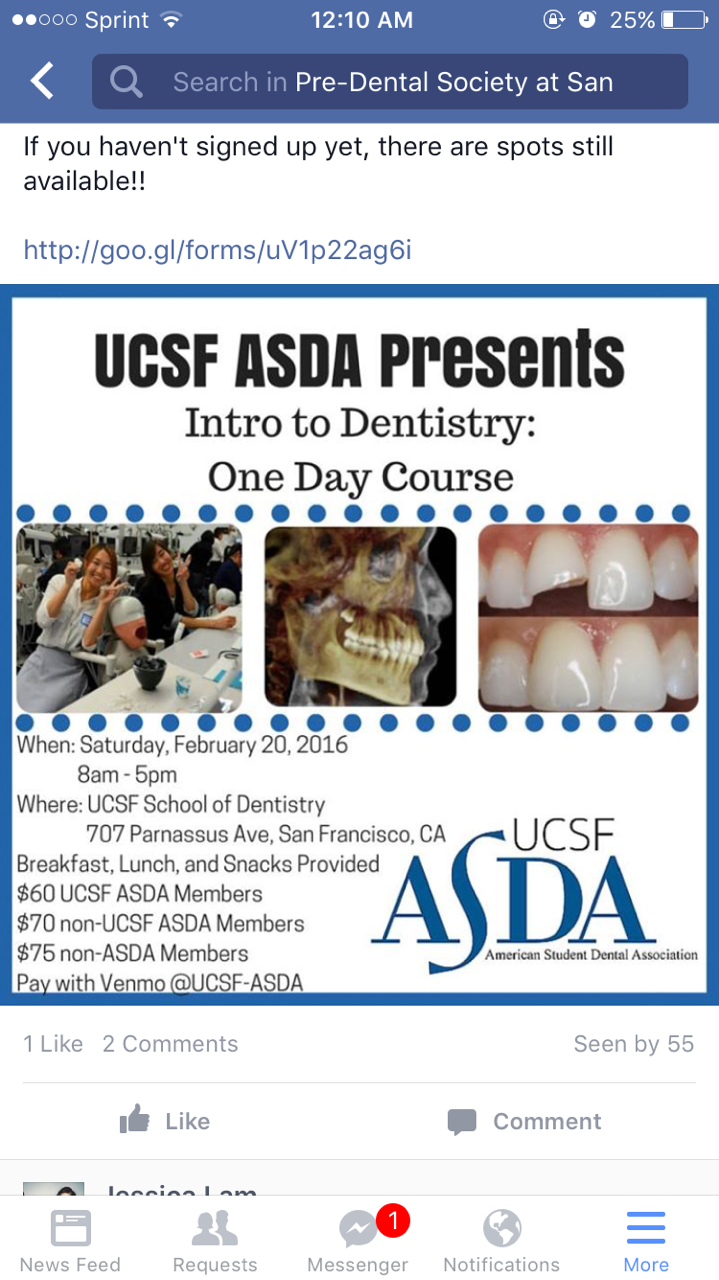 Sprint 12:10 AM 25%
Search in Pre-Dental Society at San
If you haven't signed up yet, there are spots still
available!!
http://goo.gl/forms/uV1p22ag6i
UCSF ASDA Presents
Intro to Dentistry:
One Day Course
When: Saturday, February 20, 2016
8am - 5pm
Where: UCSF School of Dentistry
707 Parnassus Ave, San Francisco, CA
Breakfast, Lunch, and Snacks Provided
$60 UCSF ASDA Members
$70 non-UCSF ASDA Members
$75 non-ASDA Members
Pay with Venmo @UCSF-ASDA
UCSF
ASDA
American Student Dental Association
1 Like 2 Comments Seen by 55
Like Comment
Jessica Lam
1
News Feed Requests Messenger Notifications More